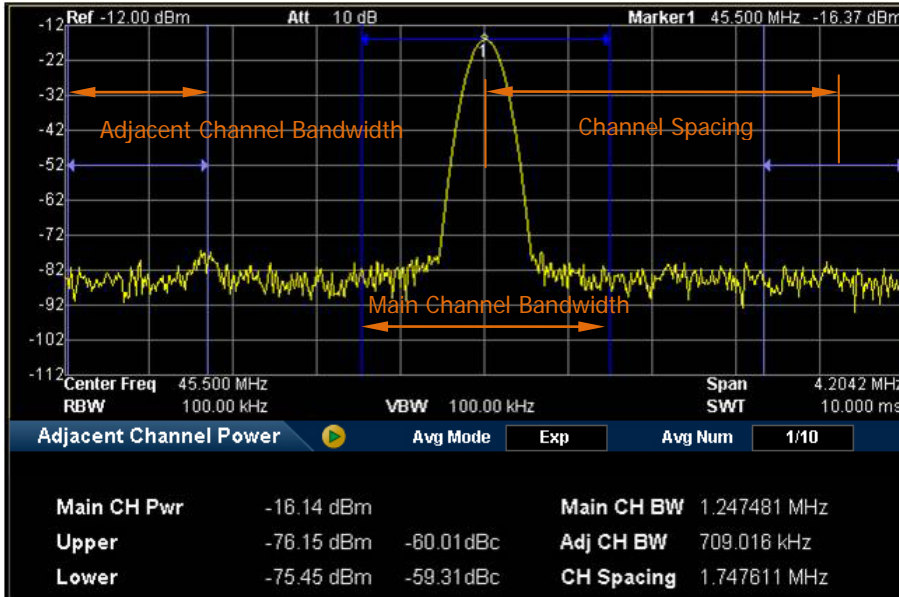 Ref -12.00 dBm Att 10 dB Marker1 45.500 MHz -16.37 dBm
-12
-22
-32
-42
-52
-62
-72
-82
-92
-102
-112
1
Adjacent Channel Bandwidth
Channel Spacing
Main Channel Bandwidth
Center Freq 45.500 MHz Span 4.2042 MHz
RBW 100.00 kHz VBW 100.00 kHz SWT 10.000 ms
Adjacent Channel Power Avg Mode Exp Avg Num 1/10
Main CH Pwr -16.14 dBm Main CH BW 1.247481 MHz
Upper -76.15 dBm -60.01dBc Adj CH BW 709.016 kHz
Lower -75.45 dBm -59.31dBc CH Spacing 1.747611 MHz